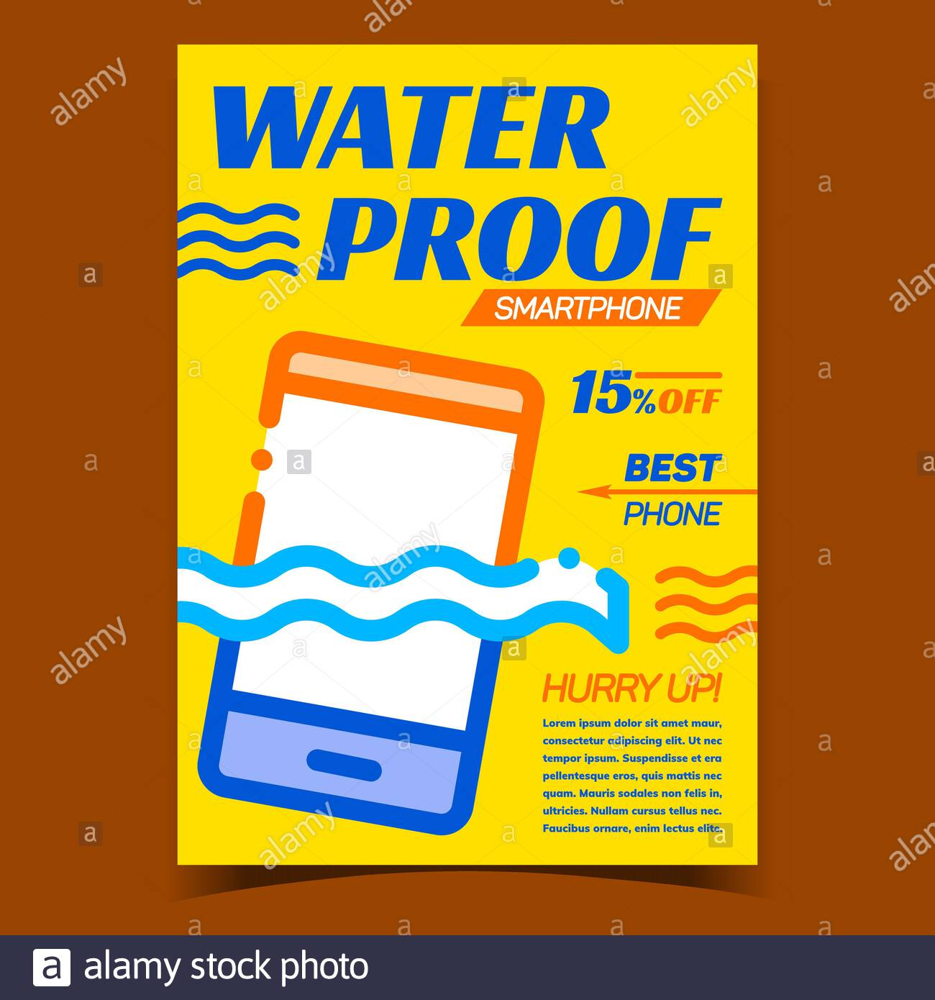 WATER
PROOF
SMARTPHONE
15%OFF
BEST
PHONE
HURRY UP!
Lorem ipsum dolor sit amet maur,
consectetur adipiscing elit. Ut nec
tempor ipsum. Suspendisse et era
pellentesque eros, quis mattis nec
quam. Mauris sodales non felis in,
ultricies. Nullam cursus tellus nec.
Faucibus ornare, enim lectus elite.
a alamy stock photo